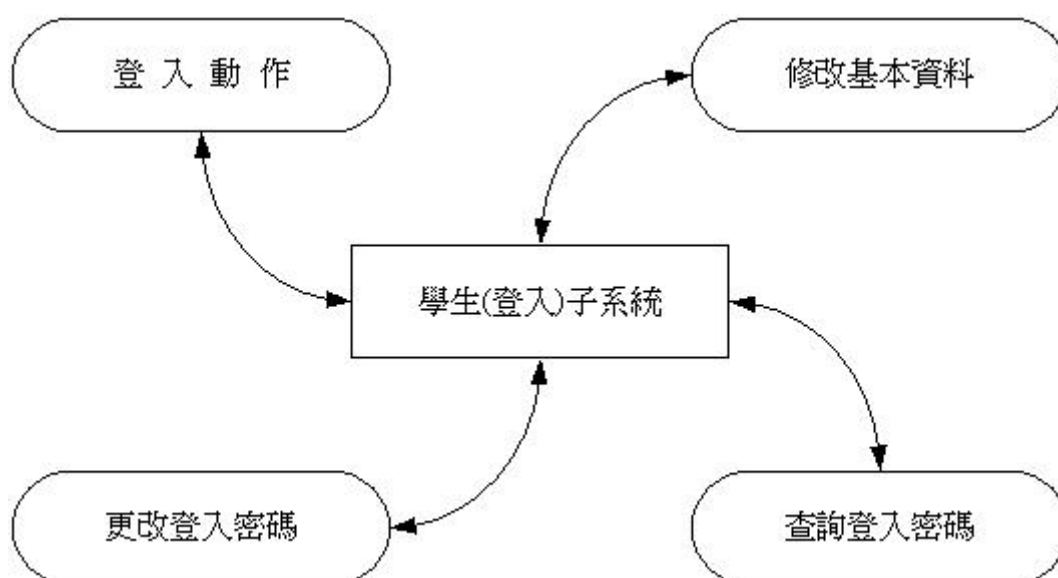 登 入 動 作
修改基本資料
學生(登入)子系統
更改登入密碼
查詢登入密碼